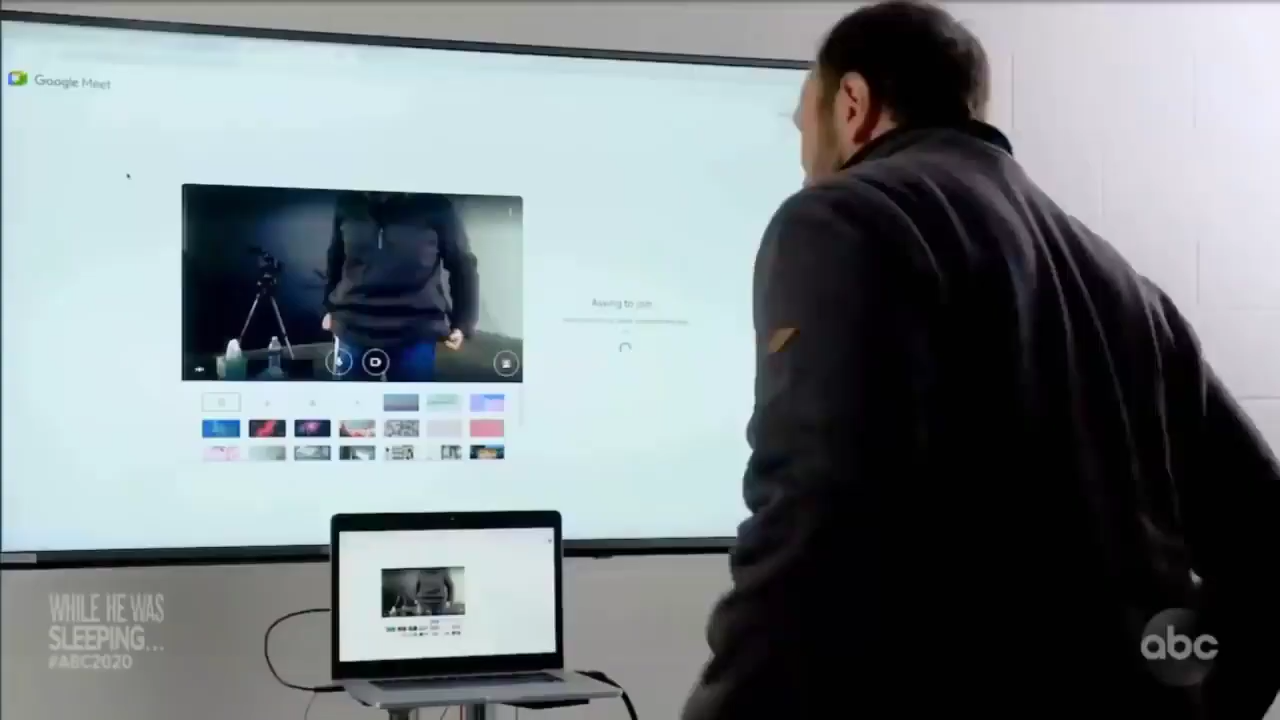 Google Meet
Asking to join
WHILE HE WAS
SLEEPING...
#ABC2020
abc